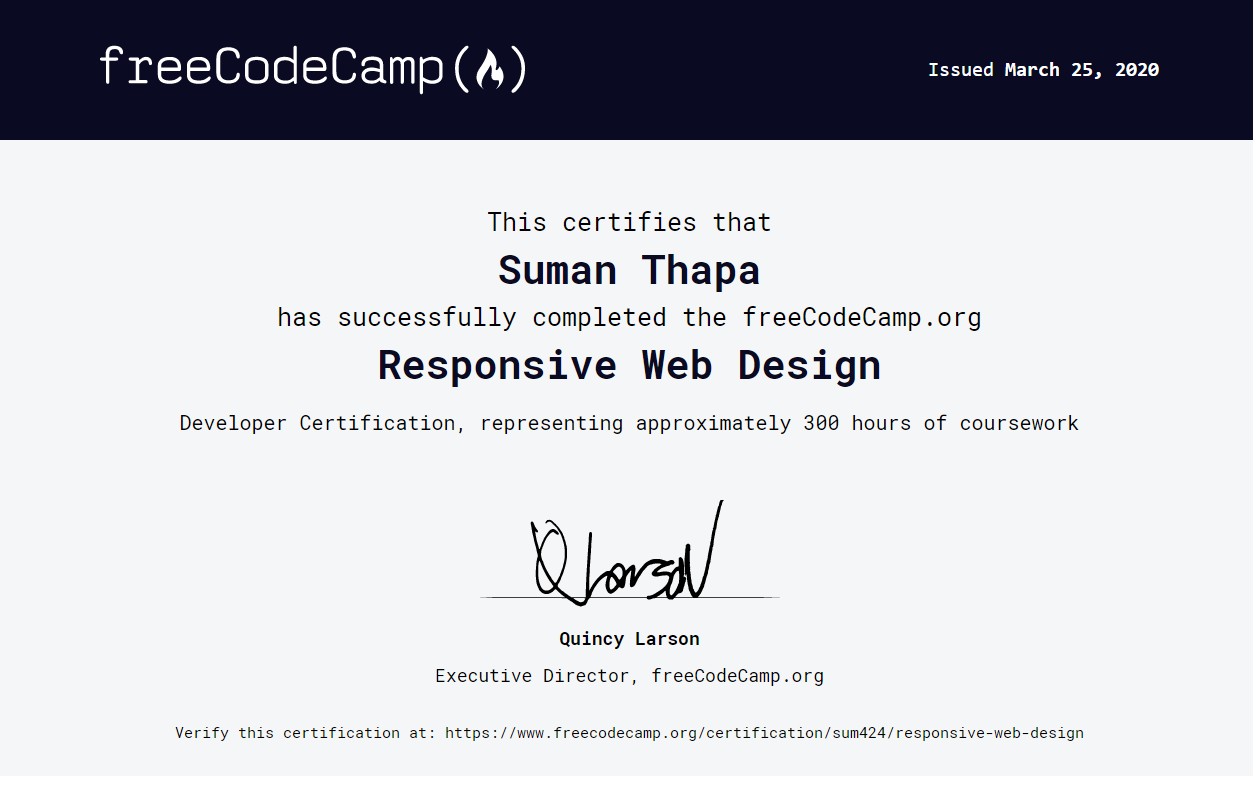 freeCodeCamp
Issued March 25, 2020
This certifies that
Suman Thapa
has successfully completed the freeCodeCamp.org
Responsive Web Design
Developer Certification, representing approximately 300 hours of coursework
Q Larson
Quincy Larson
Executive Director, freeCodeCamp.org
Verify this certification at: https://www.freecodecamp.org/certification/sum424/responsive-web-design